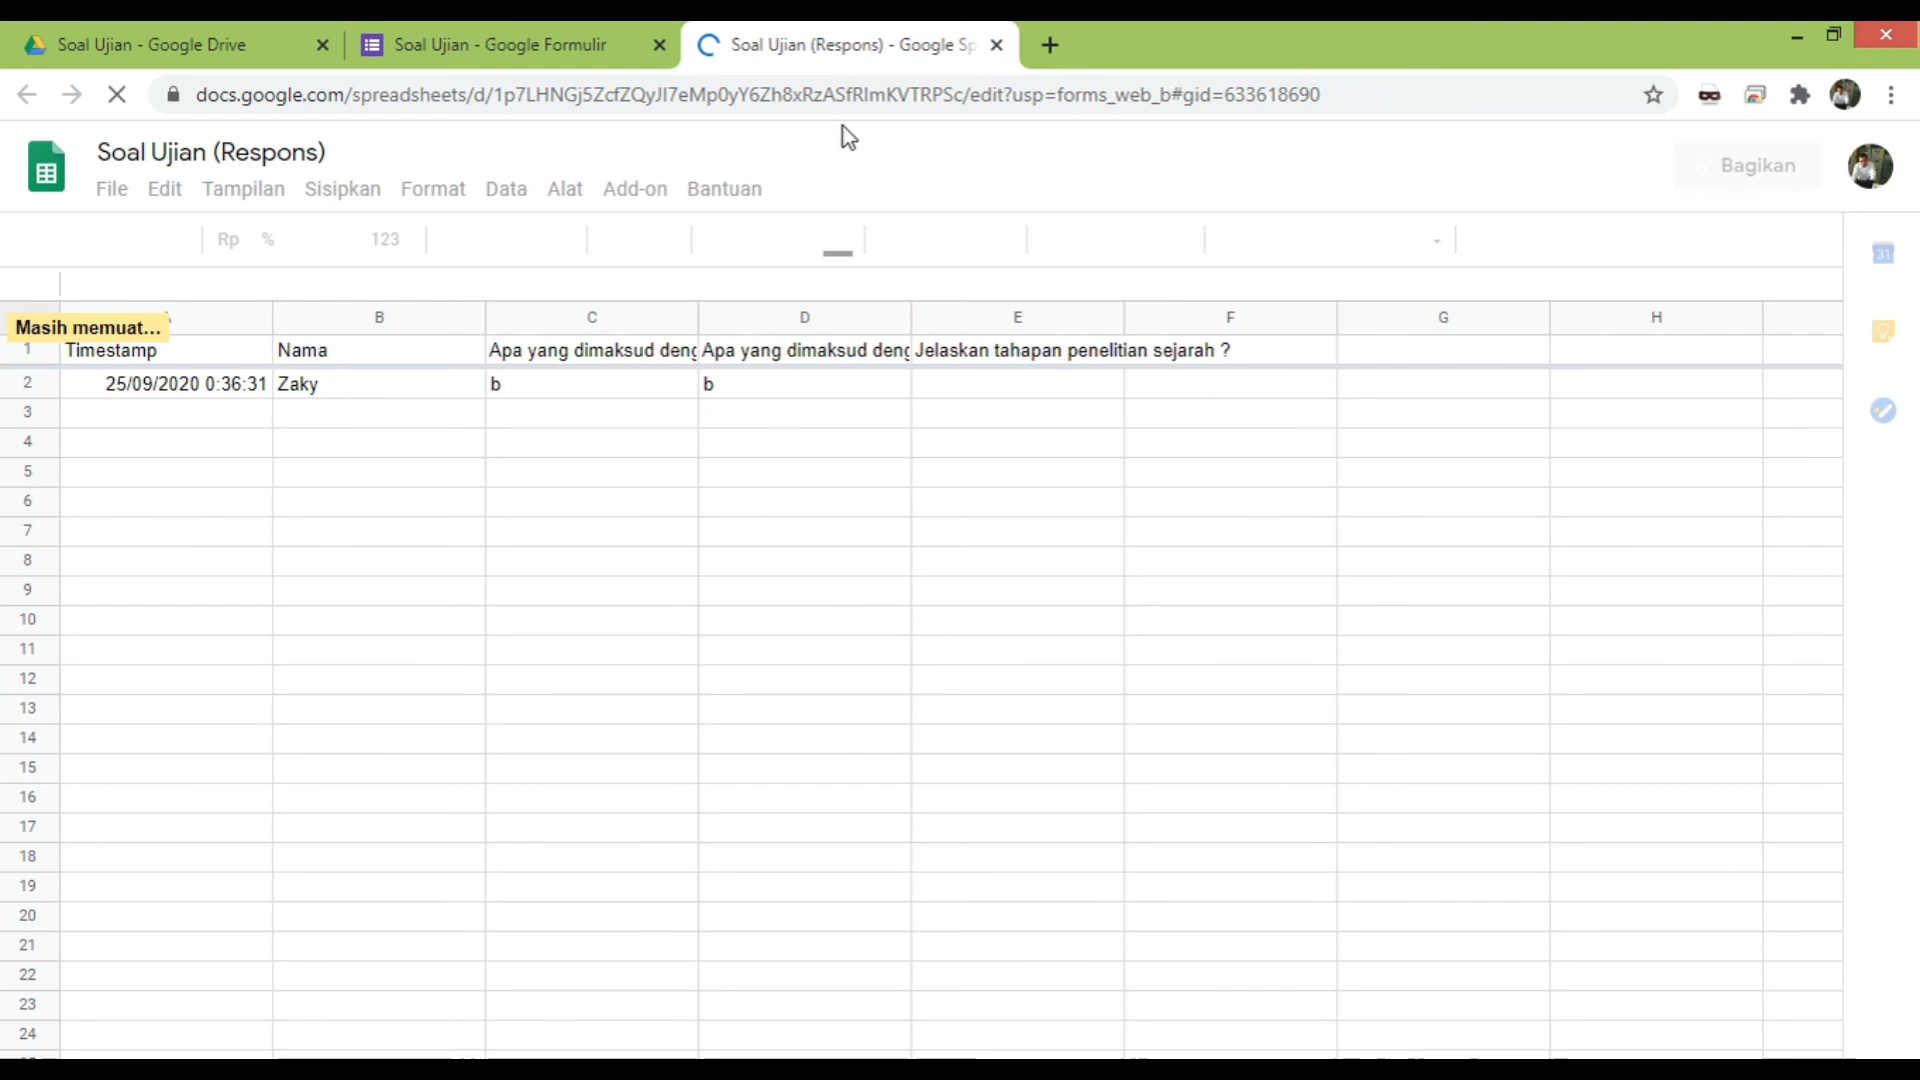 Soal Ujian - Google Drive
Soal Ujian - Google Formulir
Soal Ujian (Respons) - Google Sp
docs.google.com/spreadsheets/d/1p7LHNGj5ZcfZQyJI7eMp0yY6Zh8xRzASfRImKVTRPSc/edit?usp=forms_web_b#gid=633618690
Soal Ujian (Respons)
File Edit Tampilan Sisipkan Format Data Alat Add-on Bantuan
Bagikan
Rp % 123
31
B C D E F G H
Masih memuat...
1 Timestamp Nama Apa yang dimaksud deng Apa yang dimaksud deng Jelaskan tahapan penelitian sejarah ?
2 25/09/2020 0:36:31 Zaky b b
3
4
5
6
7
8
9
10
11
12
13
14
15
16
17
18
19
20
21
22
23
24